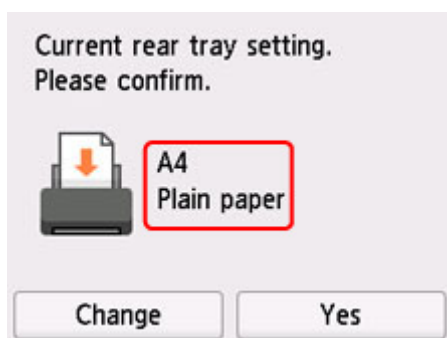 Current rear tray setting.
Please confirm.
A4
Plain paper
Change
Yes